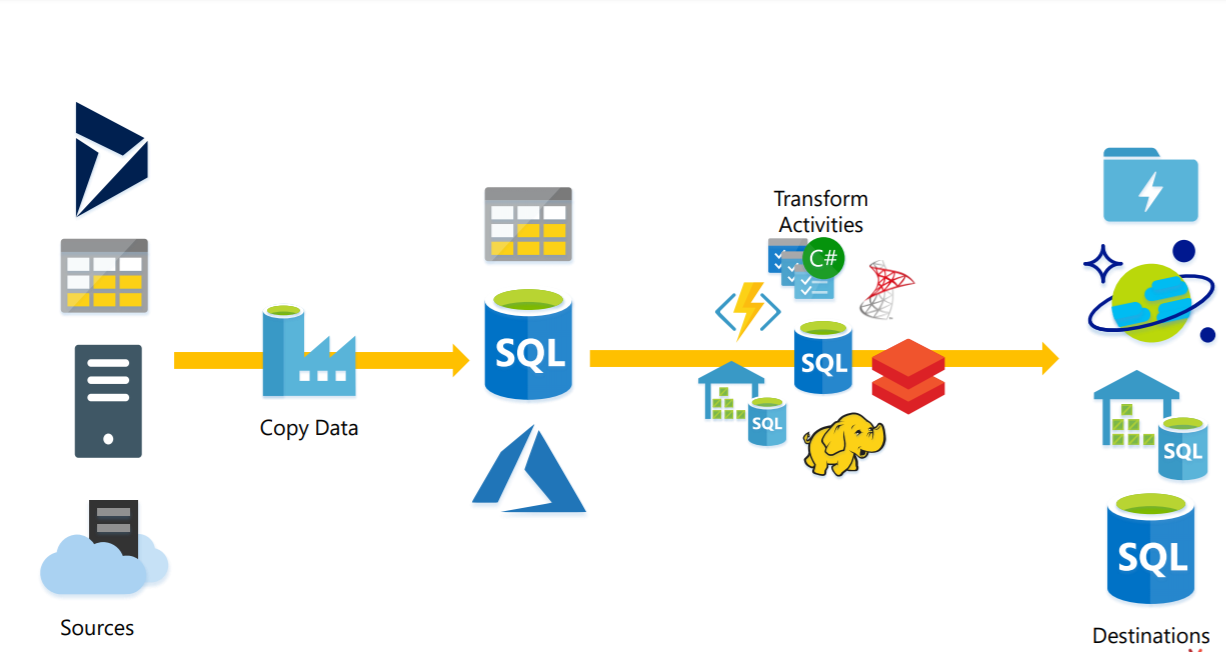 Transform
Activities
C#
SQL
SQL
SQL
SQL
SQL
Copy Data
Sources
Destinations